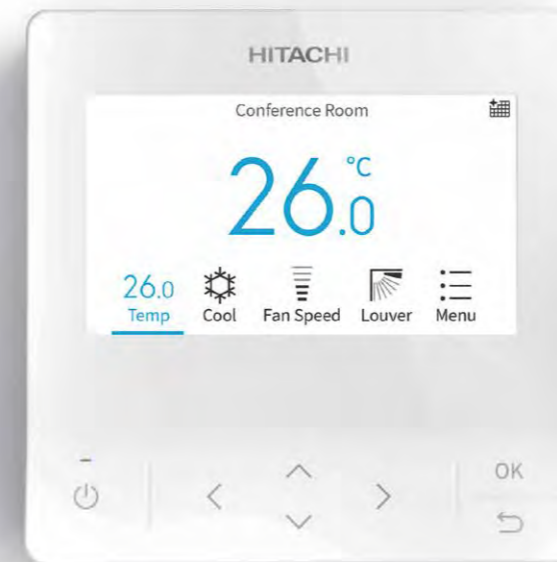 HITACHI
Conference Room
26.0 °C
26.0
Temp
Cool
Fan Speed
Louver
Menu
OK